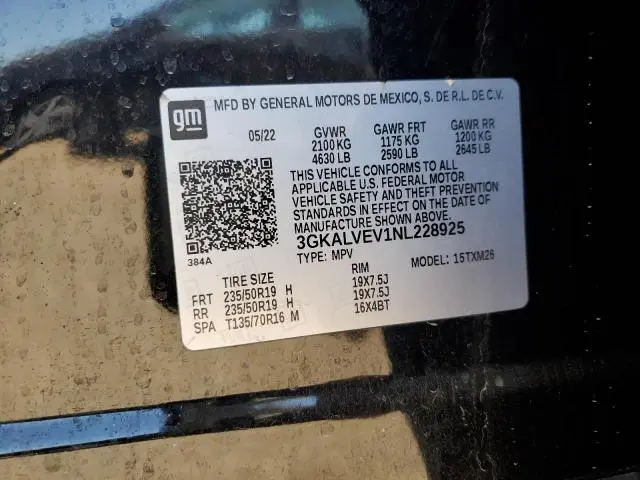 gm
MFD BY GENERAL MOTORS DE MEXICO, S. DE R.L. DE C.V.
05/22 GVWR GAWR FRT GAWR RR
2100 KG 1175 KG 1200 KG
4630 LB 2590 LB 2645 LB
THIS VEHICLE CONFORMS TO ALL
APPLICABLE U.S. FEDERAL MOTOR
VEHICLE SAFETY AND THEFT PREVENTION
STANDARDS IN EFFECT ON THE DATE OF
MANUFACTURE SHOWN ABOVE.
3GKALVEV1NL228925
384A
TYPE: MPV MODEL: 15TXM26
TIRE SIZE RIM
FRT 235/50R19 H 19X7.5J
RR 235/50R19 H 19X7.5J
SPA T135/70R16 M 16X4BT